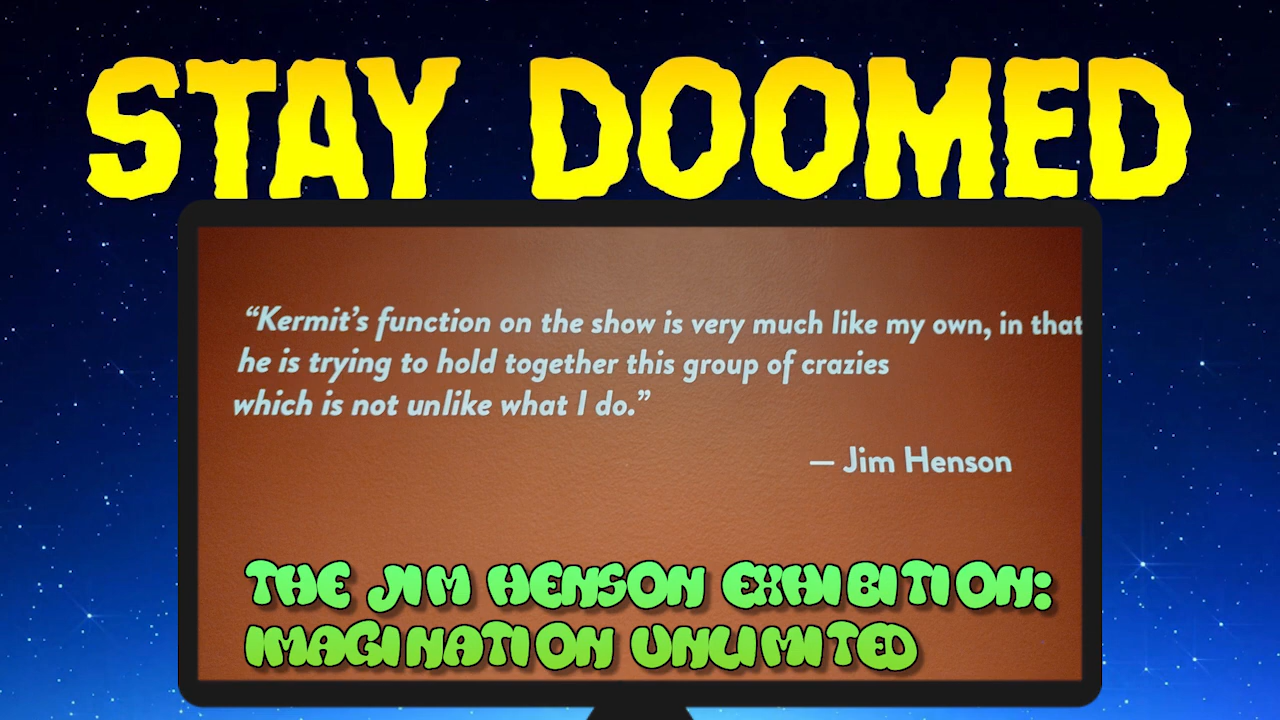 STAY DOOMED
“Kermit’s function on the show is very much like my own, in that
he is trying to hold together this group of crazies
which is not unlike what I do.”
— Jim Henson
THE JIM HENSON EXHIBITION:
IMAGINATION UNLIMITED